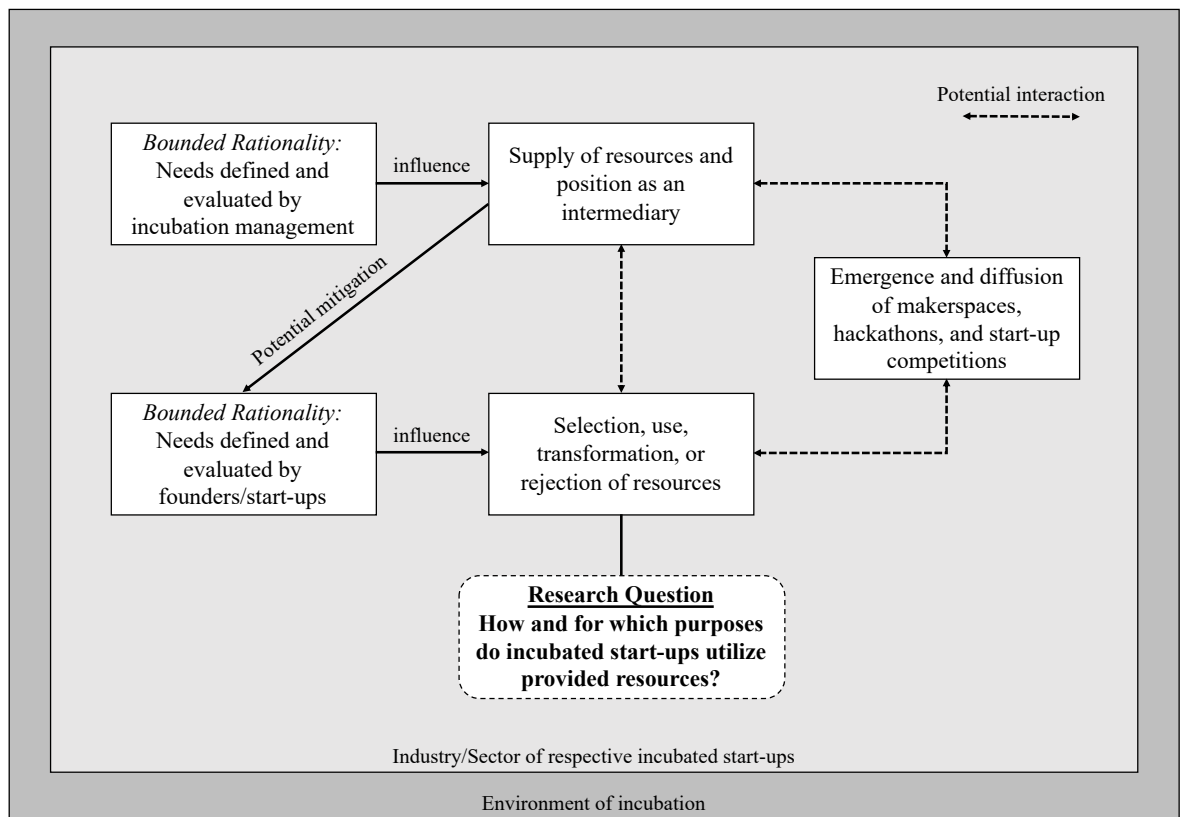 Potential interaction
Bounded Rationality:
Needs defined and
evaluated by
incubation management
influence
Supply of resources and
position as an
intermediary
Potential mitigation
Emergence and diffusion
of makerspaces,
hackathons, and start-up
competitions
Bounded Rationality:
Needs defined and
evaluated by
founders/start-ups
influence
Selection, use,
transformation, or
rejection of resources
Research Question
How and for which purposes
do incubated start-ups utilize
provided resources?
Industry/Sector of respective incubated start-ups
Environment of incubation